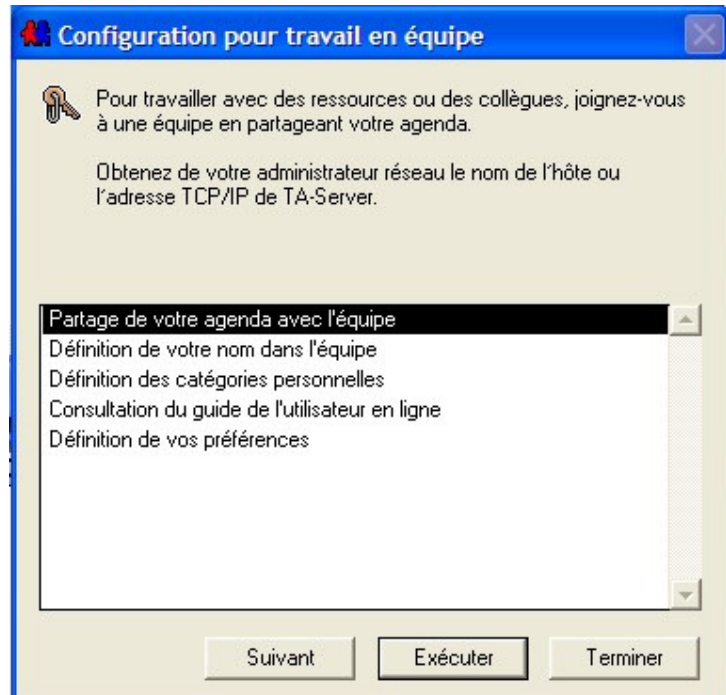 Configuration pour travail en équipe
Pour travailler avec des ressources ou des collègues, joignez-vous
à une équipe en partageant votre agenda.
Obtenez de votre administrateur réseau le nom de l'hôte ou
l'adresse TCP/IP de TA-Server.
Partage de votre agenda avec l'équipe
Définition de votre nom dans l'équipe
Définition des catégories personnelles
Consultation du guide de l'utilisateur en ligne
Définition de vos préférences
Suivant
Exécuter
Terminer